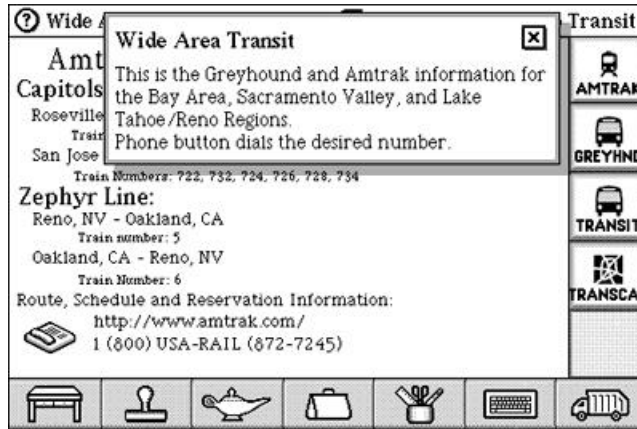 Wide Transit
Wide Area Transit
This is the Greyhound and Amtrak information for
the Bay Area, Sacramento Valley, and Lake
Tahoe/Reno Regions.
Phone button dials the desired number.
Amt
Capitols
Roseville
Train
San Jose
Train Numbers: 722, 732, 724, 726, 728, 734
Zephyr Line:
Reno, NV - Oakland, CA
Train number: 5
Oakland, CA - Reno, NV
Train Number: 6
Route, Schedule and Reservation Information:
http://www.amtrak.com/
1 (800) USA-RAIL (872-7245)
AMTRAK
GREYHND
TRANSIT
TRANSCA